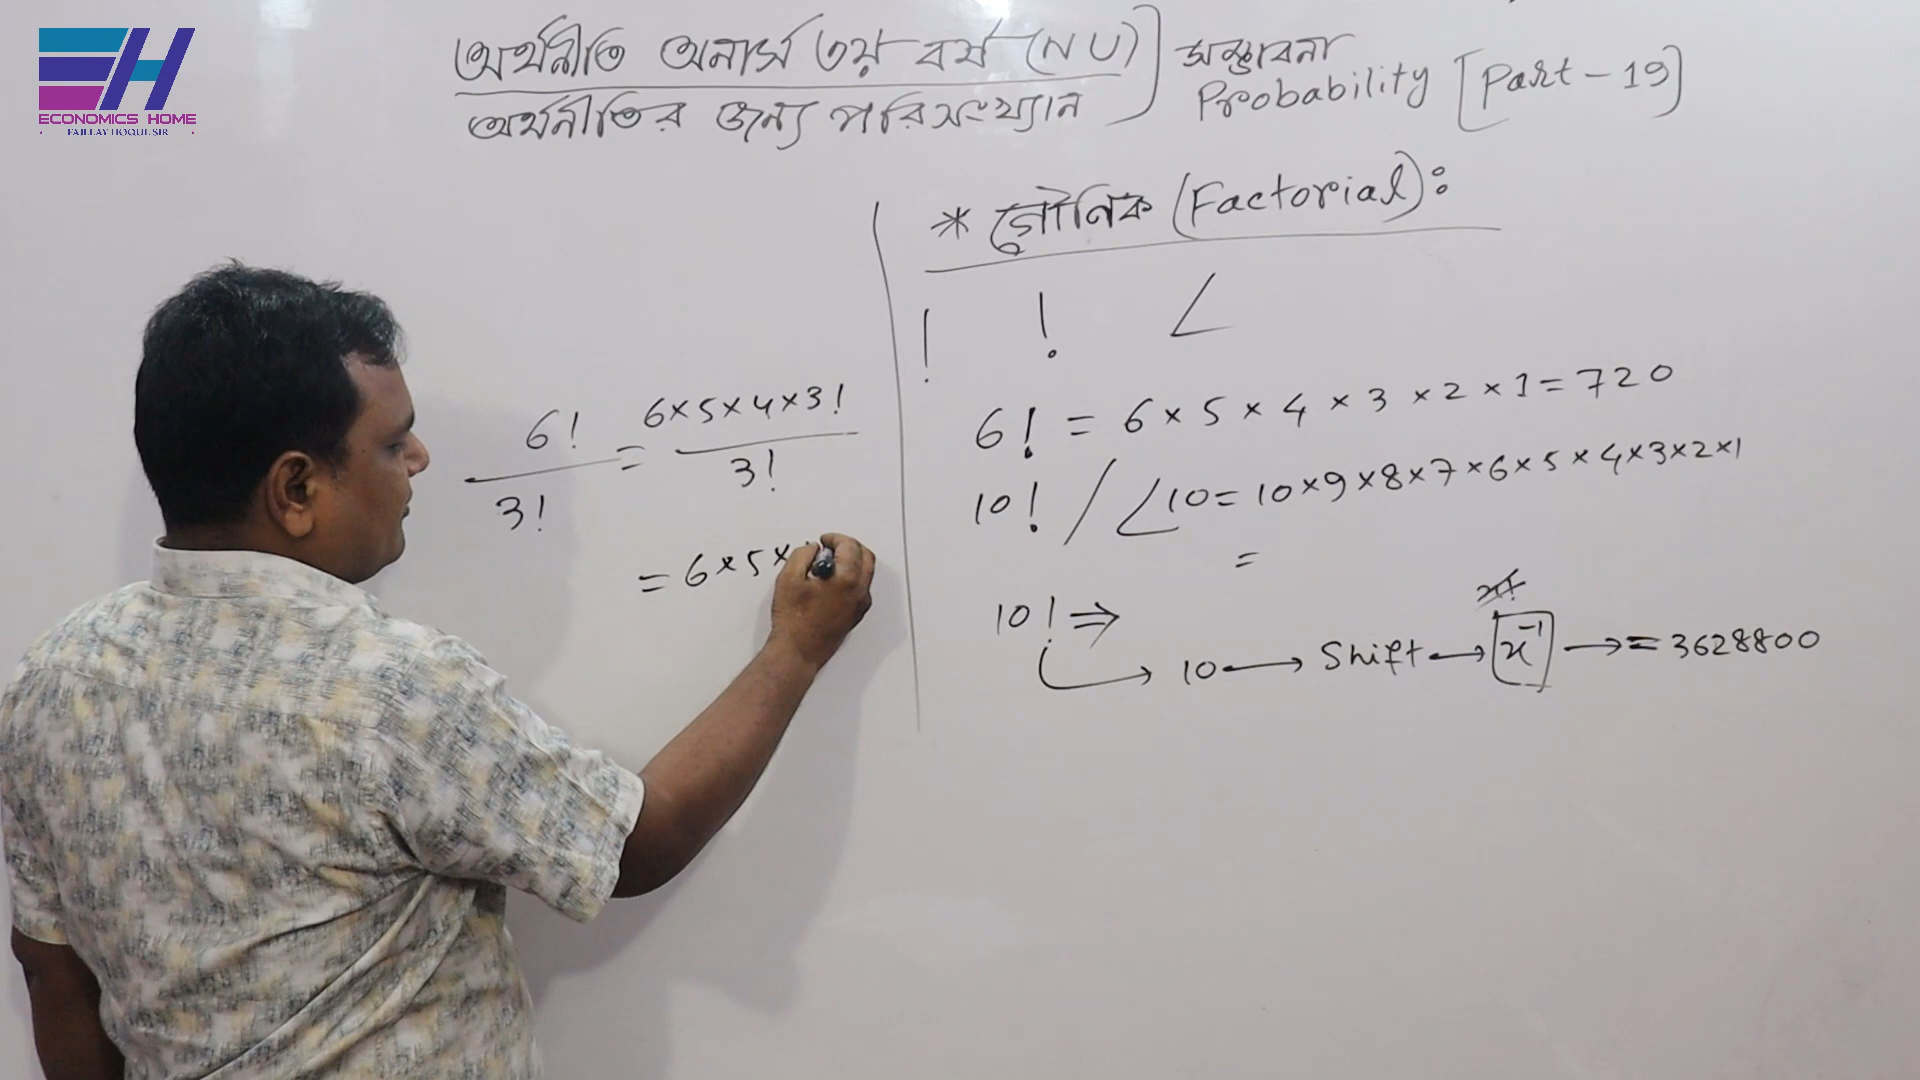 ECONOMICS HOME
অর্থনীতি অনার্স ৩য় বর্ষ (NU)
অর্থনীতির জন্য পরিসংখ্যান
সম্ভাবনা
Probability [Part-19]
* গৌনিক (Factorial):
! ! ∠
6! = 6×5×4×3×2×1=720
10! / ∠10=10×9×8×7×6×5×4×3×2×1
=
10! ⇒
10 → Shift → x⁻¹ → = 3628800
6!/3! = 6×5×4×3!/3!
= 6×5×